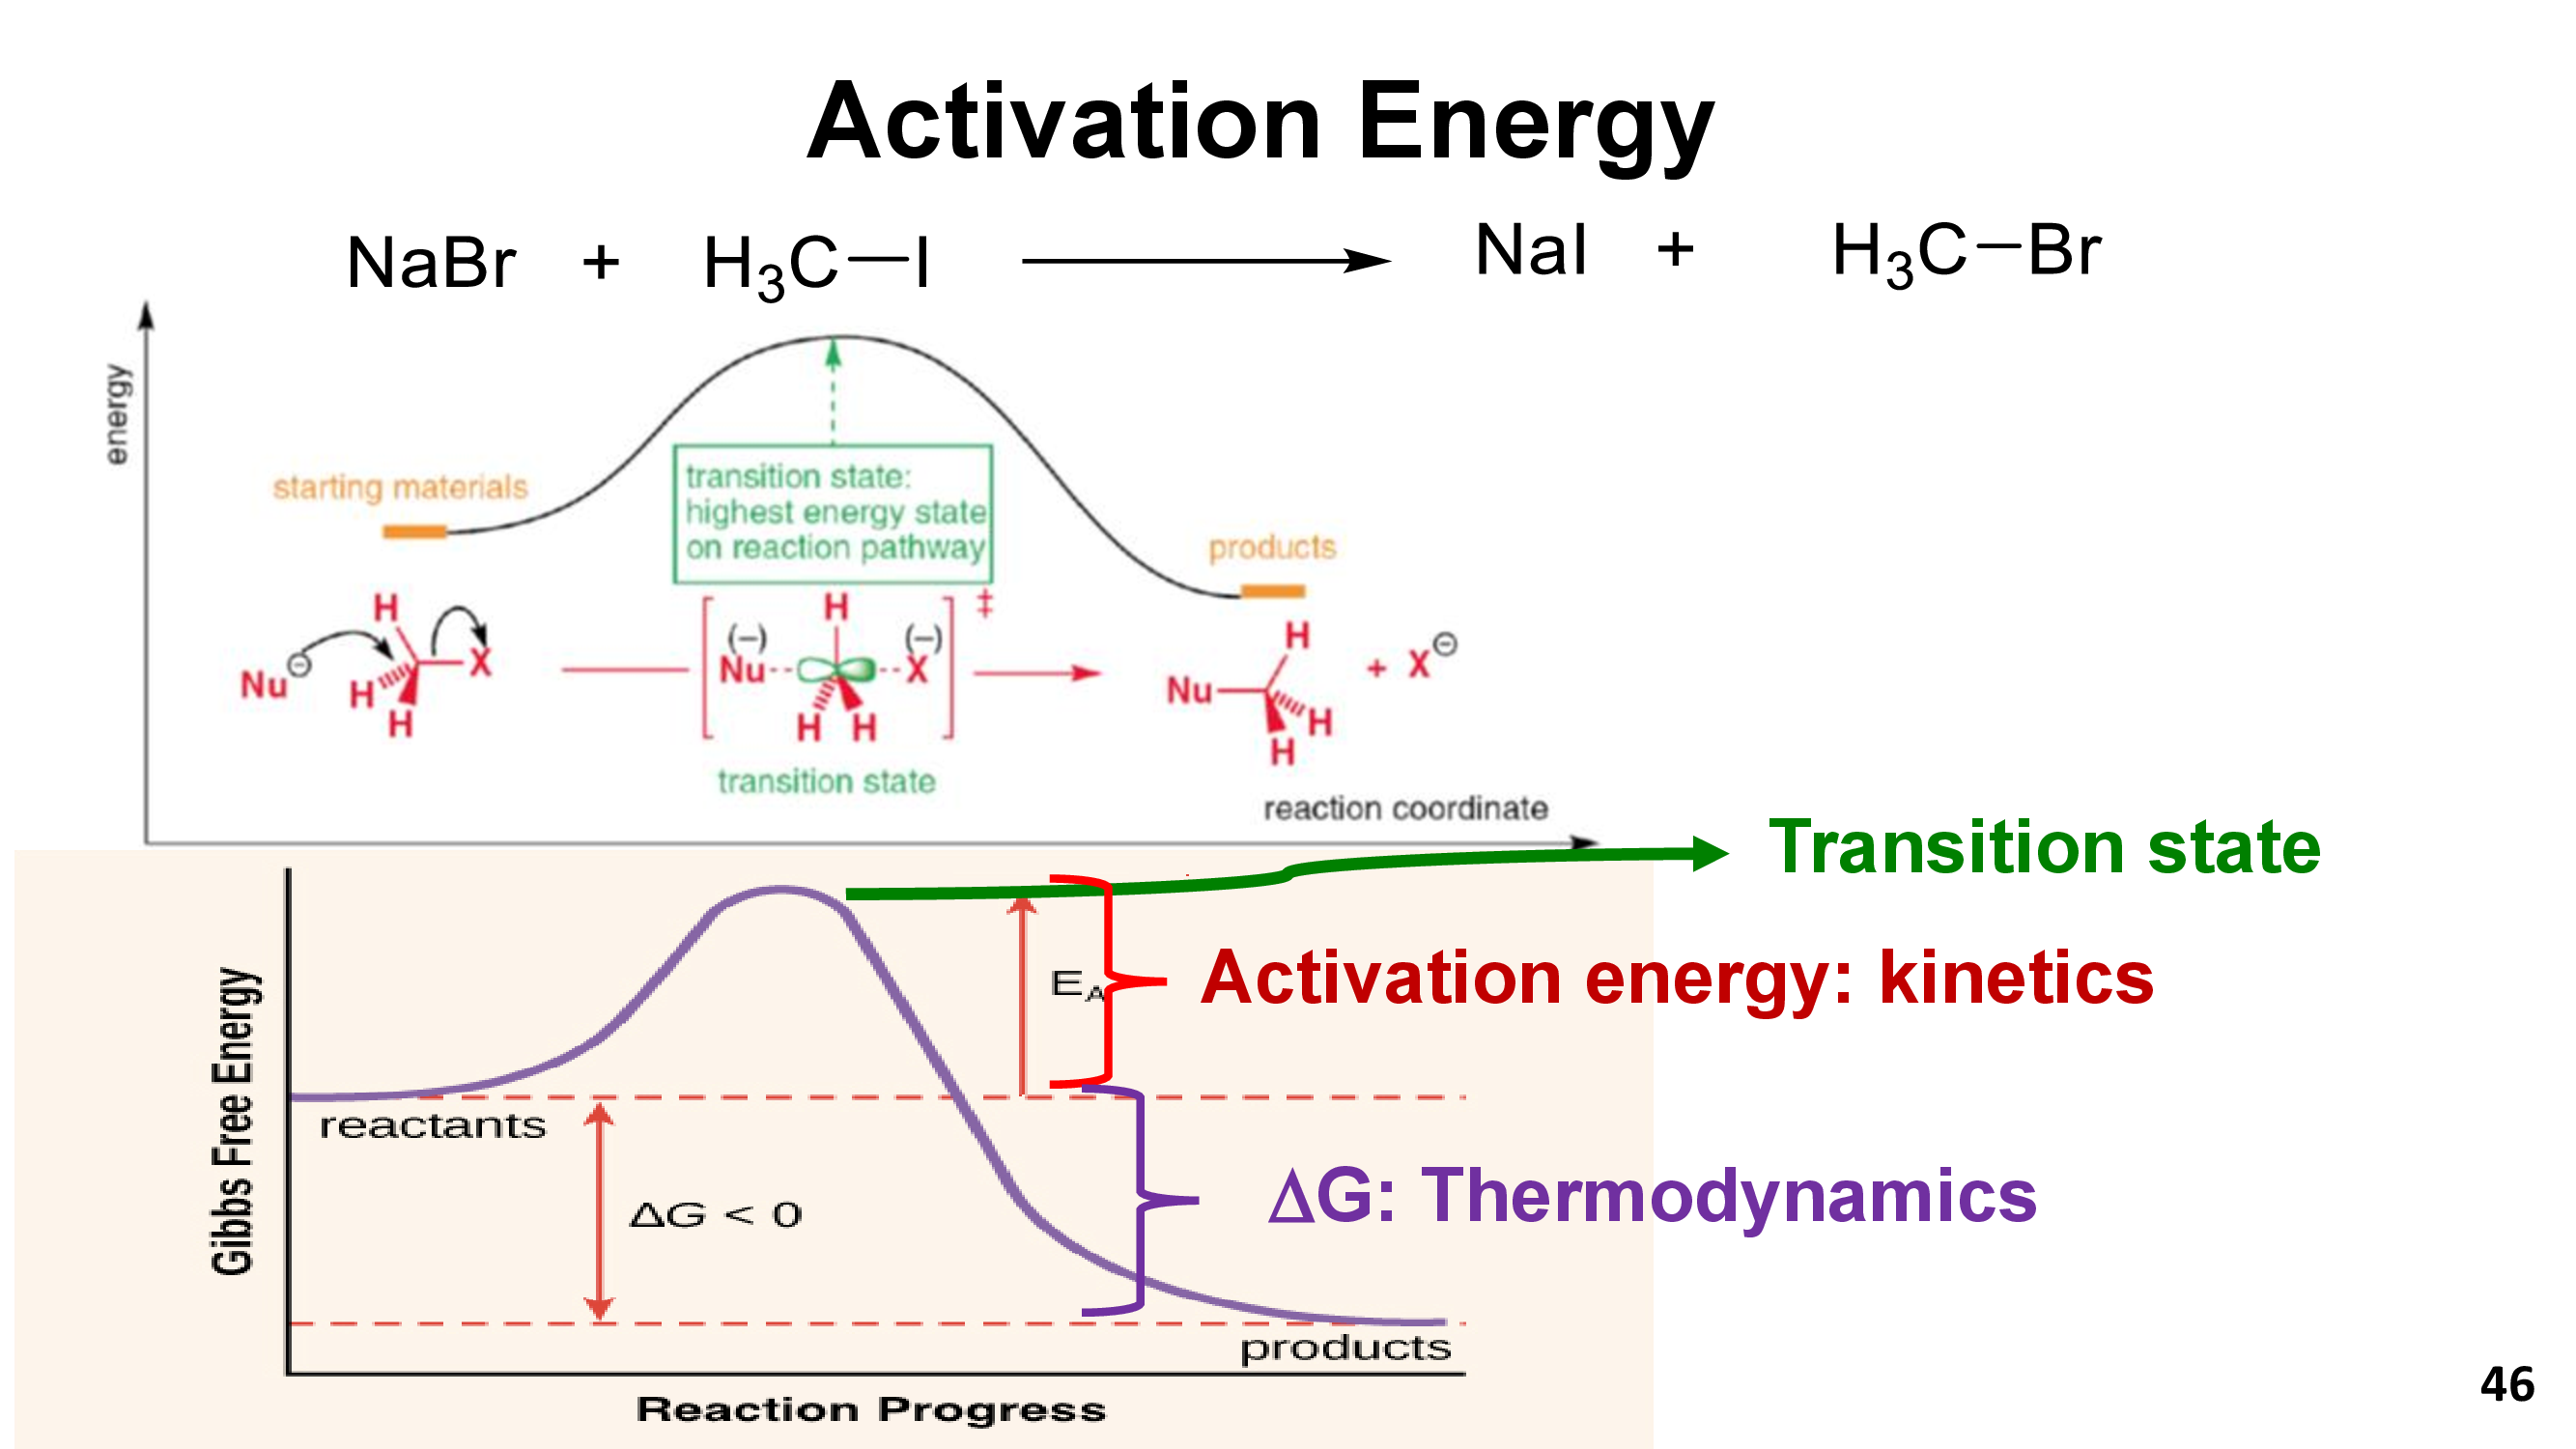 Activation Energy
NaBr + H₃C—I NaI + H₃C—Br
energy
starting materials
transition state:
highest energy state
on reaction pathway
products
H H ‡ H
(–) (–)
Nu⊖ X Nu X Nu + X⊖
H H H H H H
transition state
reaction coordinate
Transition state
Gibbs Free Energy
E_A
Activation energy: kinetics
reactants
ΔG < 0
ΔG: Thermodynamics
products
Reaction Progress
46